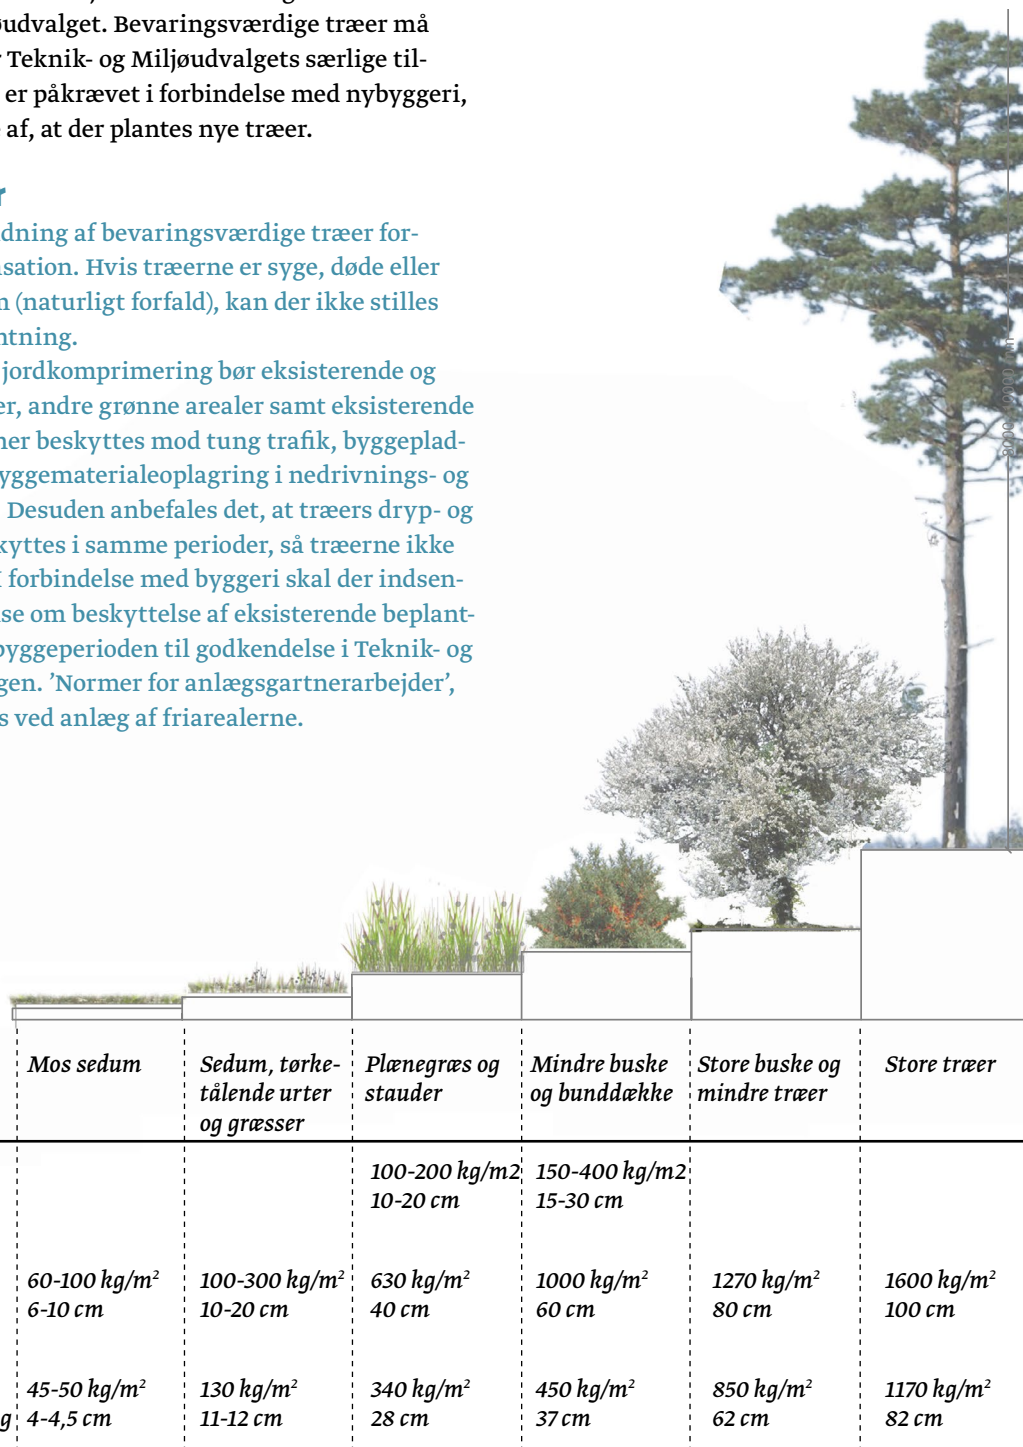 udvalget. Bevaringsværdige træer må
Teknik- og Miljøudvalgets særlige til-
er påkrævet i forbindelse med nybyggeri,
af, at der plantes nye træer.
r
dning af bevaringsværdige træer for-
sation. Hvis træerne er syge, døde eller
(naturligt forfald), kan der ikke stilles
ntning.
jordkomprimering bør eksisterende og
er, andre grønne arealer samt eksisterende
ner beskyttes mod tung trafik, byggeplad-
yggematerialeoplagring i nedrivnings- og
Desuden anbefales det, at træers dryp- og
kyttes i samme perioder, så træerne ikke
I forbindelse med byggeri skal der indsen-
se om beskyttelse af eksisterende beplant-
byggeperioden til godkendelse i Teknik- og
gen. ’Normer for anlægsgartnerarbejder’,
s ved anlæg af friarealerne.
Mos sedum
Sedum, tørke-
tålende urter
og græsser
Plænegræs og
stauder
Mindre buske
og bunddække
Store buske og
mindre træer
Store træer
100-200 kg/m2
10-20 cm
150-400 kg/m2
15-30 cm
60-100 kg/m²
6-10 cm
100-300 kg/m²
10-20 cm
630 kg/m²
40 cm
1000 kg/m²
60 cm
1270 kg/m²
80 cm
1600 kg/m²
100 cm
g
45-50 kg/m²
4-4,5 cm
130 kg/m²
11-12 cm
340 kg/m²
28 cm
450 kg/m²
37 cm
850 kg/m²
62 cm
1170 kg/m²
82 cm